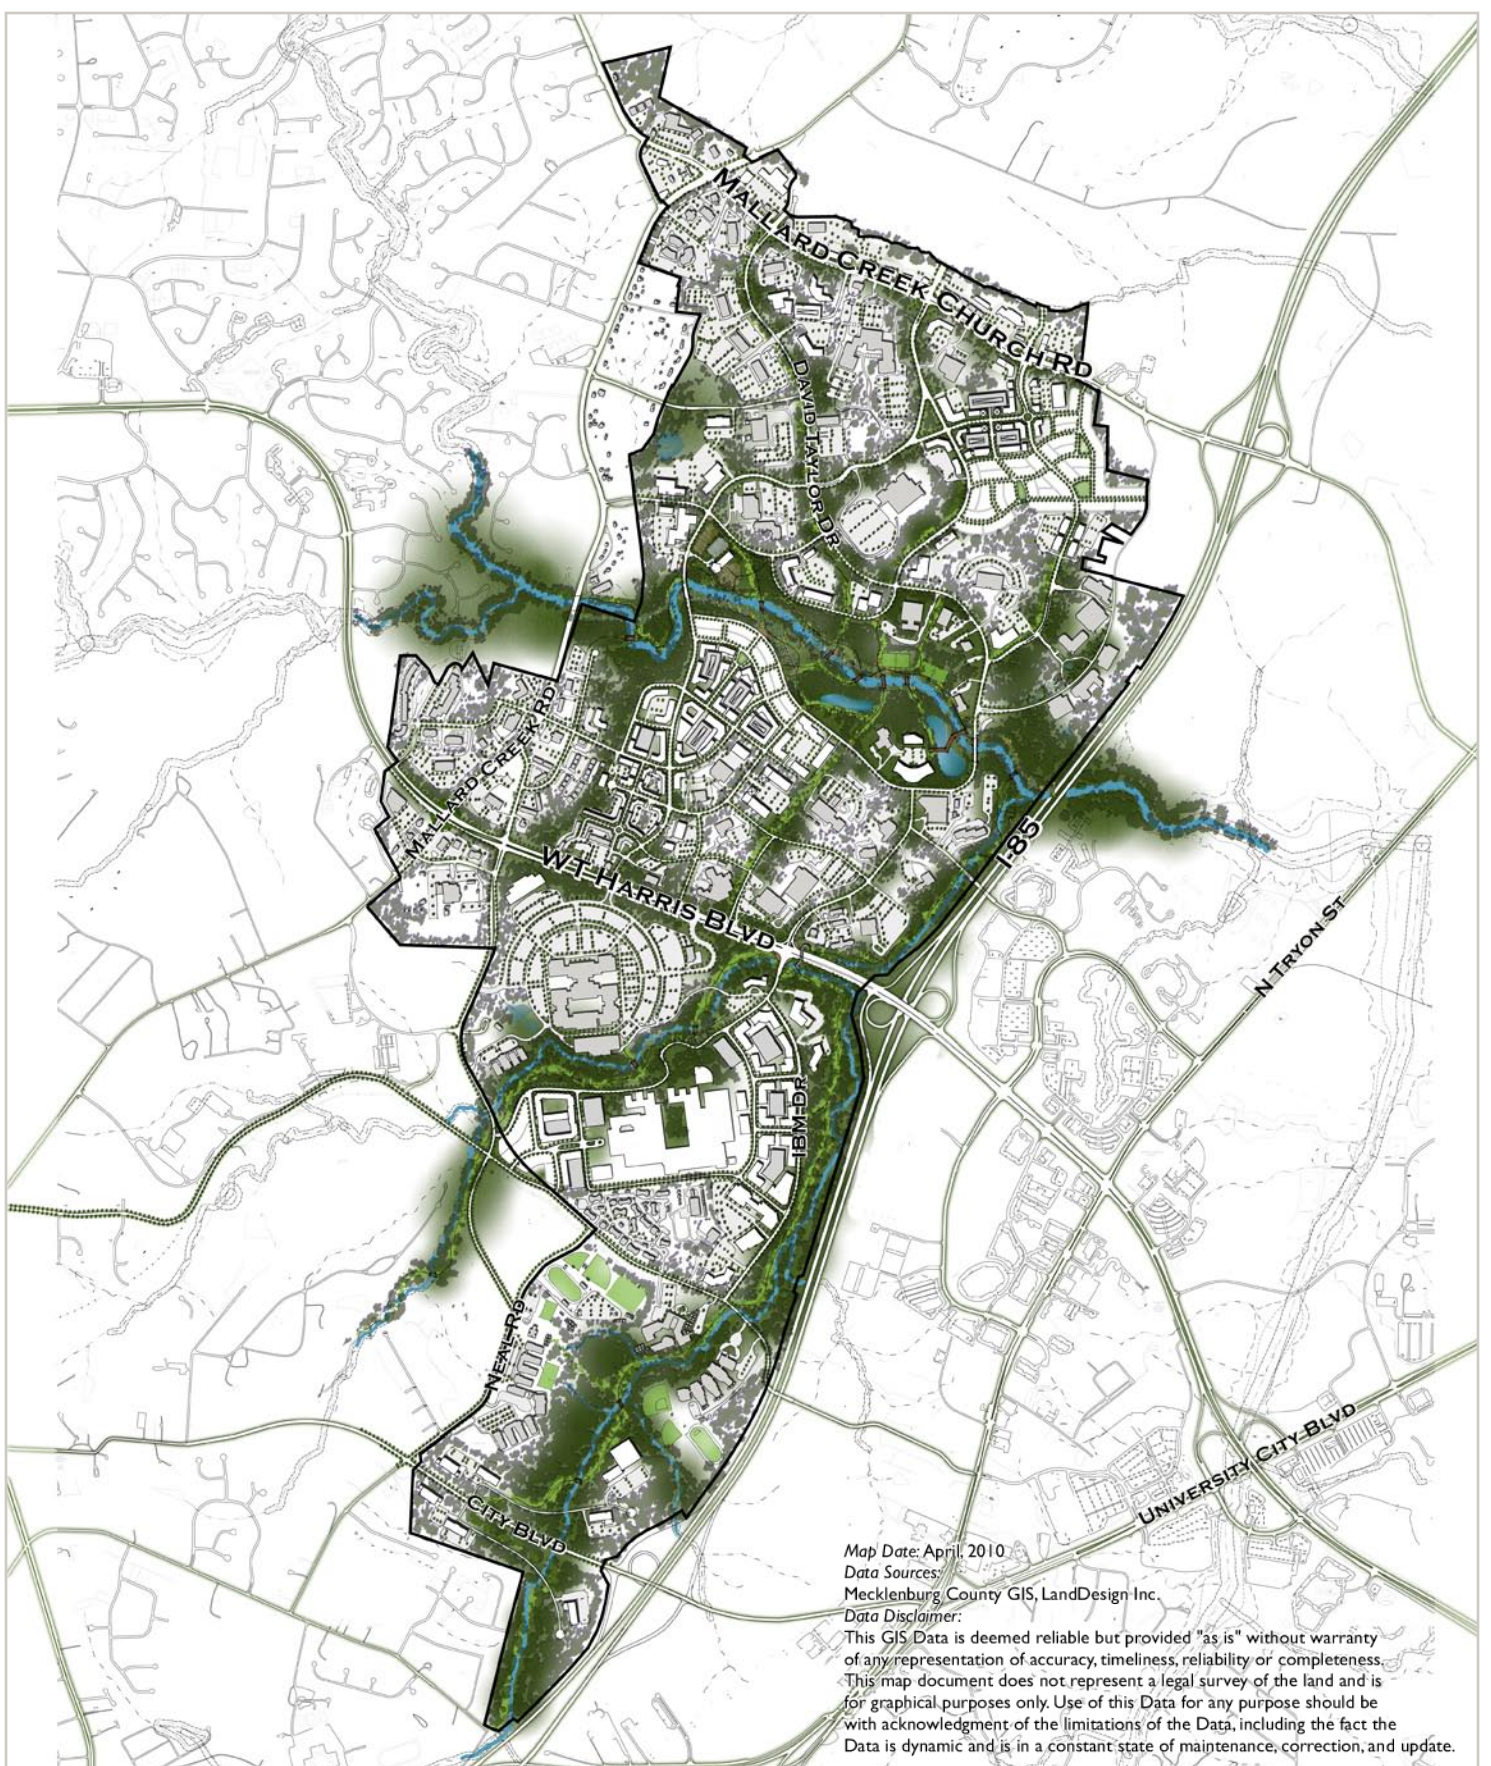 MALLARD CREEK CHURCH RD
DAVID TAYLOR DR
MALLARD CREEK RD
WT HARRIS BLVD
I-85
N TRYON ST
IBM DR
NEAL RD
UNIVERSITY CITY BLVD
CITY BLVD
Map Date: April, 2010
Data Sources:
Mecklenburg County GIS, LandDesign Inc.
Data Disclaimer:
This GIS Data is deemed reliable but provided "as is" without warranty
of any representation of accuracy, timeliness, reliability or completeness.
This map document does not represent a legal survey of the land and is
for graphical purposes only. Use of this Data for any purpose should be
with acknowledgment of the limitations of the Data, including the fact the
Data is dynamic and is in a constant state of maintenance, correction, and update.